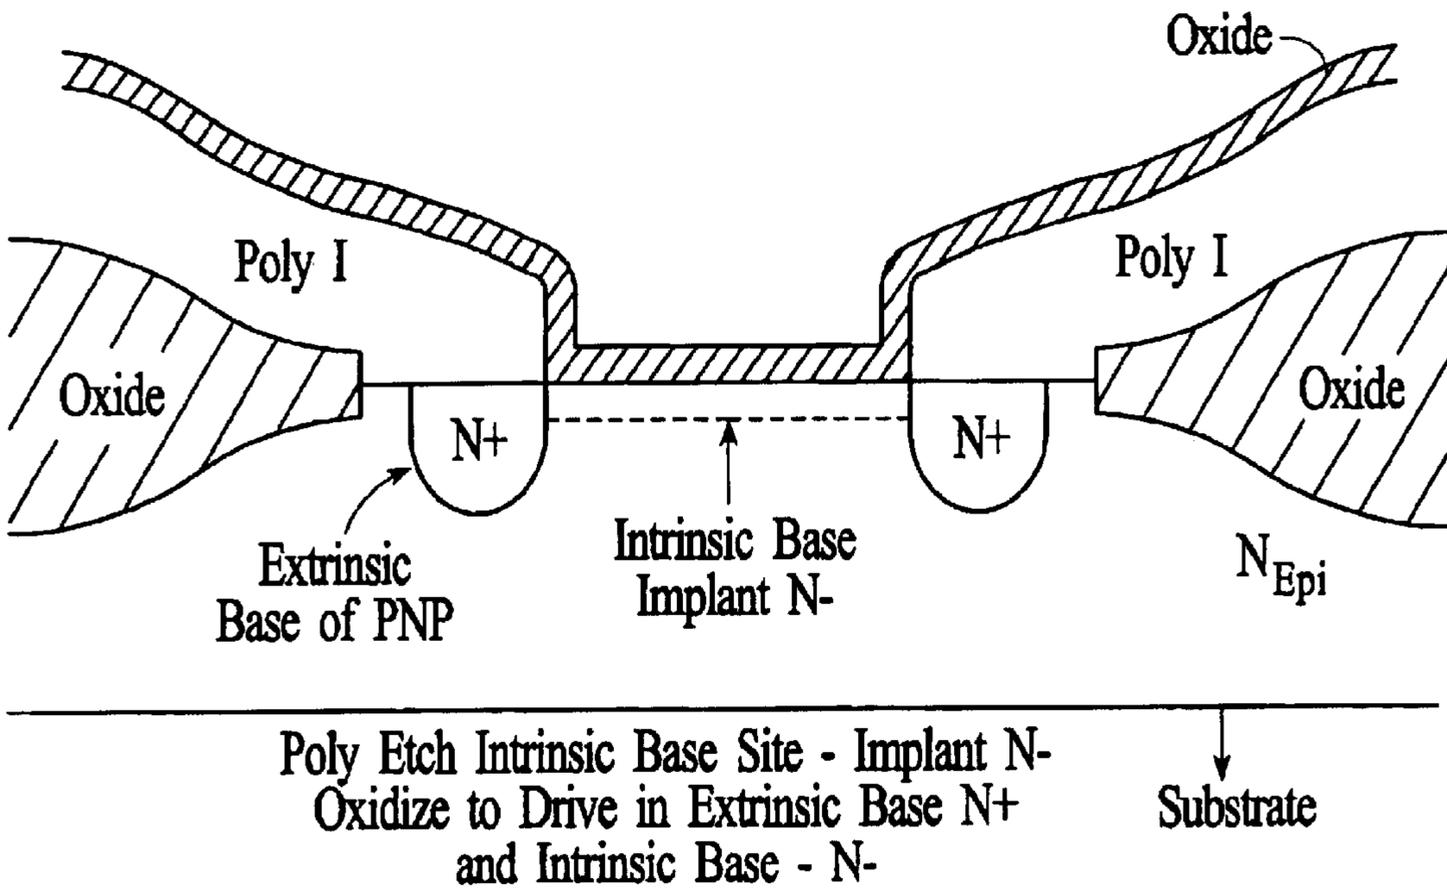 Oxide
Poly I
Poly I
Oxide
Oxide
N+
N+
Extrinsic
Base of PNP
Intrinsic Base
Implant N-
NEpi
Poly Etch Intrinsic Base Site - Implant N-
Oxidize to Drive in Extrinsic Base N+
and Intrinsic Base - N-
Substrate